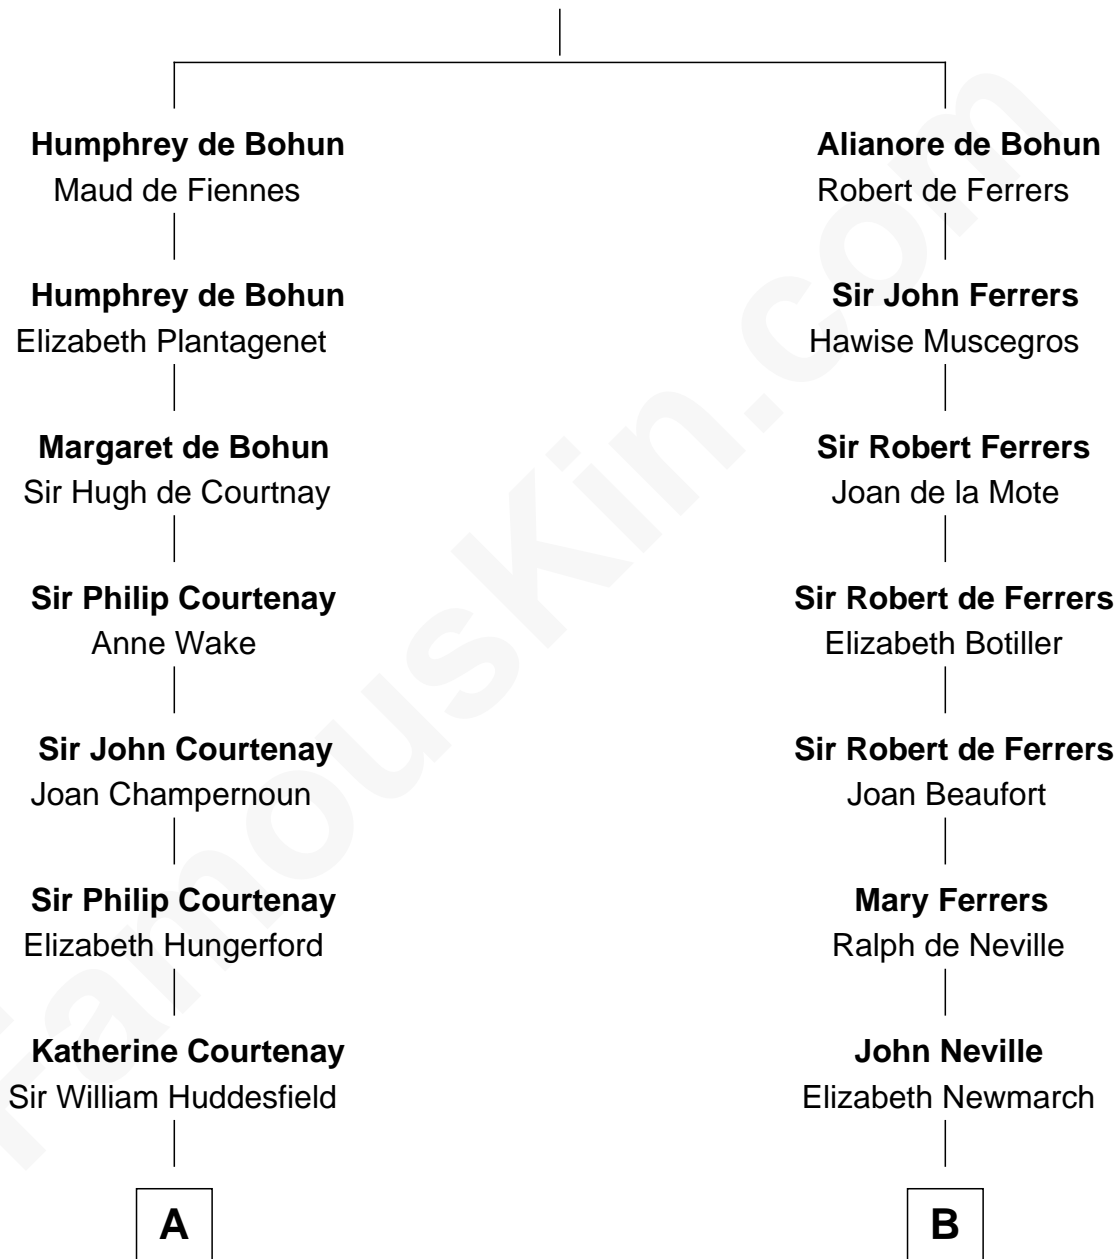 Humphrey de Bohun
Maud de Fiennes
Humphrey de Bohun
Elizabeth Plantagenet
Margaret de Bohun
Sir Hugh de Courtnay
Sir Philip Courtenay
Anne Wake
Sir John Courtenay
Joan Champernoun
Sir Philip Courtenay
Elizabeth Hungerford
Katherine Courtenay
Sir William Huddesfield
A
Alianore de Bohun
Robert de Ferrers
Sir John Ferrers
Hawise Muscegros
Sir Robert Ferrers
Joan de la Mote
Sir Robert de Ferrers
Elizabeth Botiller
Sir Robert de Ferrers
Joan Beaufort
Mary Ferrers
Ralph de Neville
John Neville
Elizabeth Newmarch
B
FamousKin.com